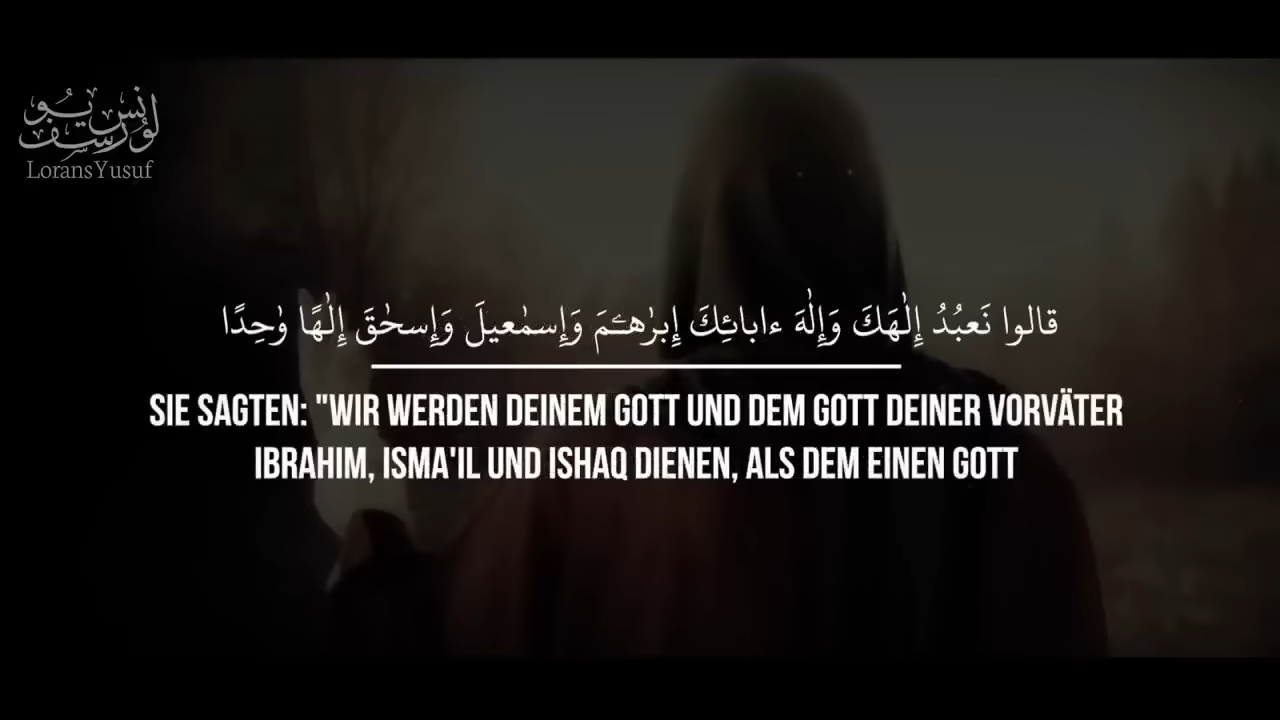 لورنس يوسف
LoransYusuf
قالوا نَعبُدُ إِلٰهَكَ وَإِلٰهَ ءابائِكَ إِبرٰهـۧمَ وَإِسمٰعيلَ وَإِسحٰقَ إِلٰهًا وٰحِدًا
SIE SAGTEN: "WIR WERDEN DEINEM GOTT UND DEM GOTT DEINER VORVÄTER
IBRAHIM, ISMA'IL UND ISHAQ DIENEN, ALS DEM EINEN GOTT